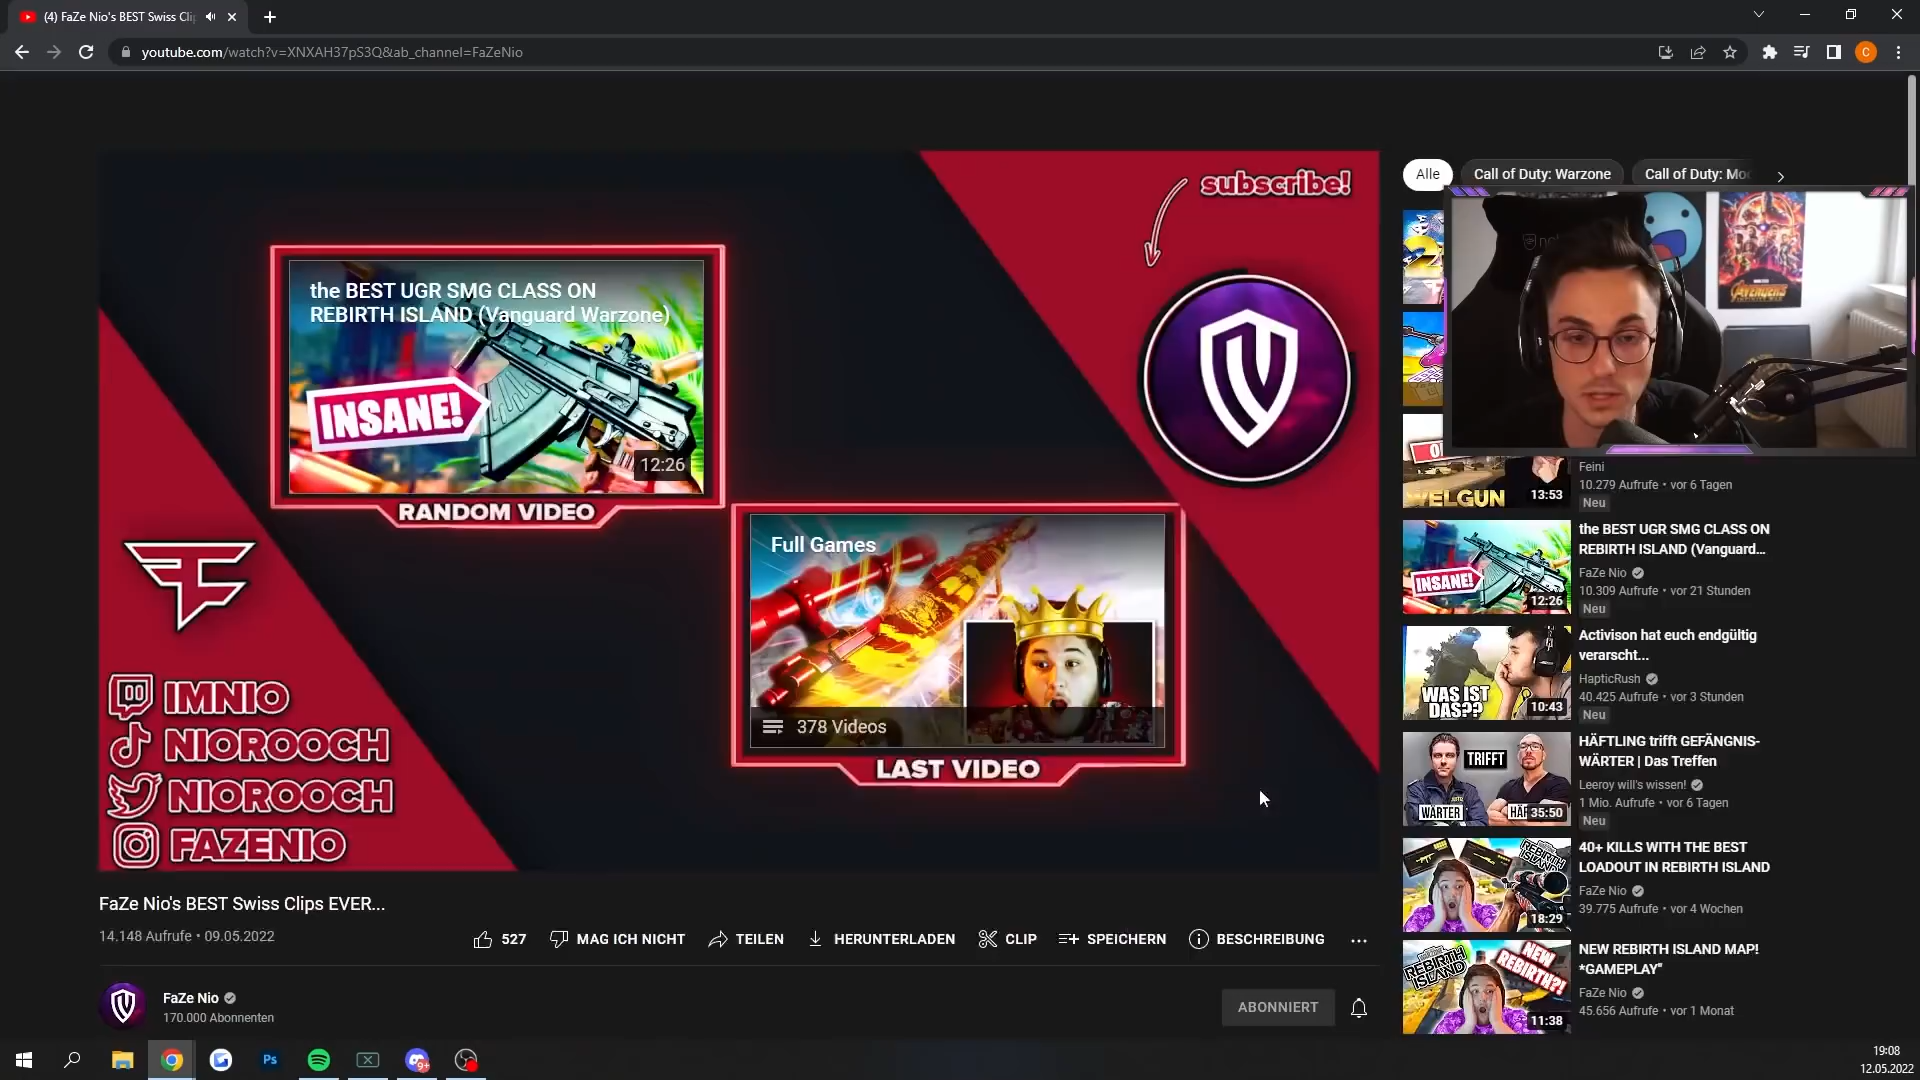 (4) FaZe Nio's BEST Swiss Cli
youtube.com/watch?v=XNXAH37pS3Q&ab_channel=FaZeNio
C
subscribe!
the BEST UGR SMG CLASS ON
REBIRTH ISLAND (Vanguard Warzone)
INSANE!
12:26
RANDOM VIDEO
Full Games
378 Videos
LAST VIDEO
IMNIO
NIOROOCH
NIOROOCH
FAZENIO
FaZe Nio's BEST Swiss Clips EVER...
14.148 Aufrufe • 09.05.2022
527
MAG ICH NICHT
TEILEN
HERUNTERLADEN
CLIP
SPEICHERN
BESCHREIBUNG
FaZe Nio
170.000 Abonnenten
ABONNIERT
Alle
Call of Duty: Warzone
Call of Duty: Mo
AVENGERS
WELGUN
13:53
Feini
10.279 Aufrufe • vor 6 Tagen
Neu
INSANE!
12:26
the BEST UGR SMG CLASS ON
REBIRTH ISLAND (Vanguard...
FaZe Nio
10.309 Aufrufe • vor 21 Stunden
Neu
WAS IST
DAS??
10:43
Activison hat euch endgültig
verarscht...
HapticRush
40.425 Aufrufe • vor 3 Stunden
Neu
TRIFFT
WÄRTER
HÄF
35:50
HÄFTLING trifft GEFÄNGNIS-
WÄRTER | Das Treffen
Leeroy will's wissen!
1 Mio. Aufrufe • vor 6 Tagen
Neu
REBIRTH
ISLAND
18:29
40+ KILLS WITH THE BEST
LOADOUT IN REBIRTH ISLAND
FaZe Nio
39.775 Aufrufe • vor 4 Wochen
REBIRTH
ISLAND
NEW
REBIRTH?!
11:38
NEW REBIRTH ISLAND MAP!
*GAMEPLAY"
FaZe Nio
45.656 Aufrufe • vor 1 Monat
Ps
9+
19:08
12.05.2022